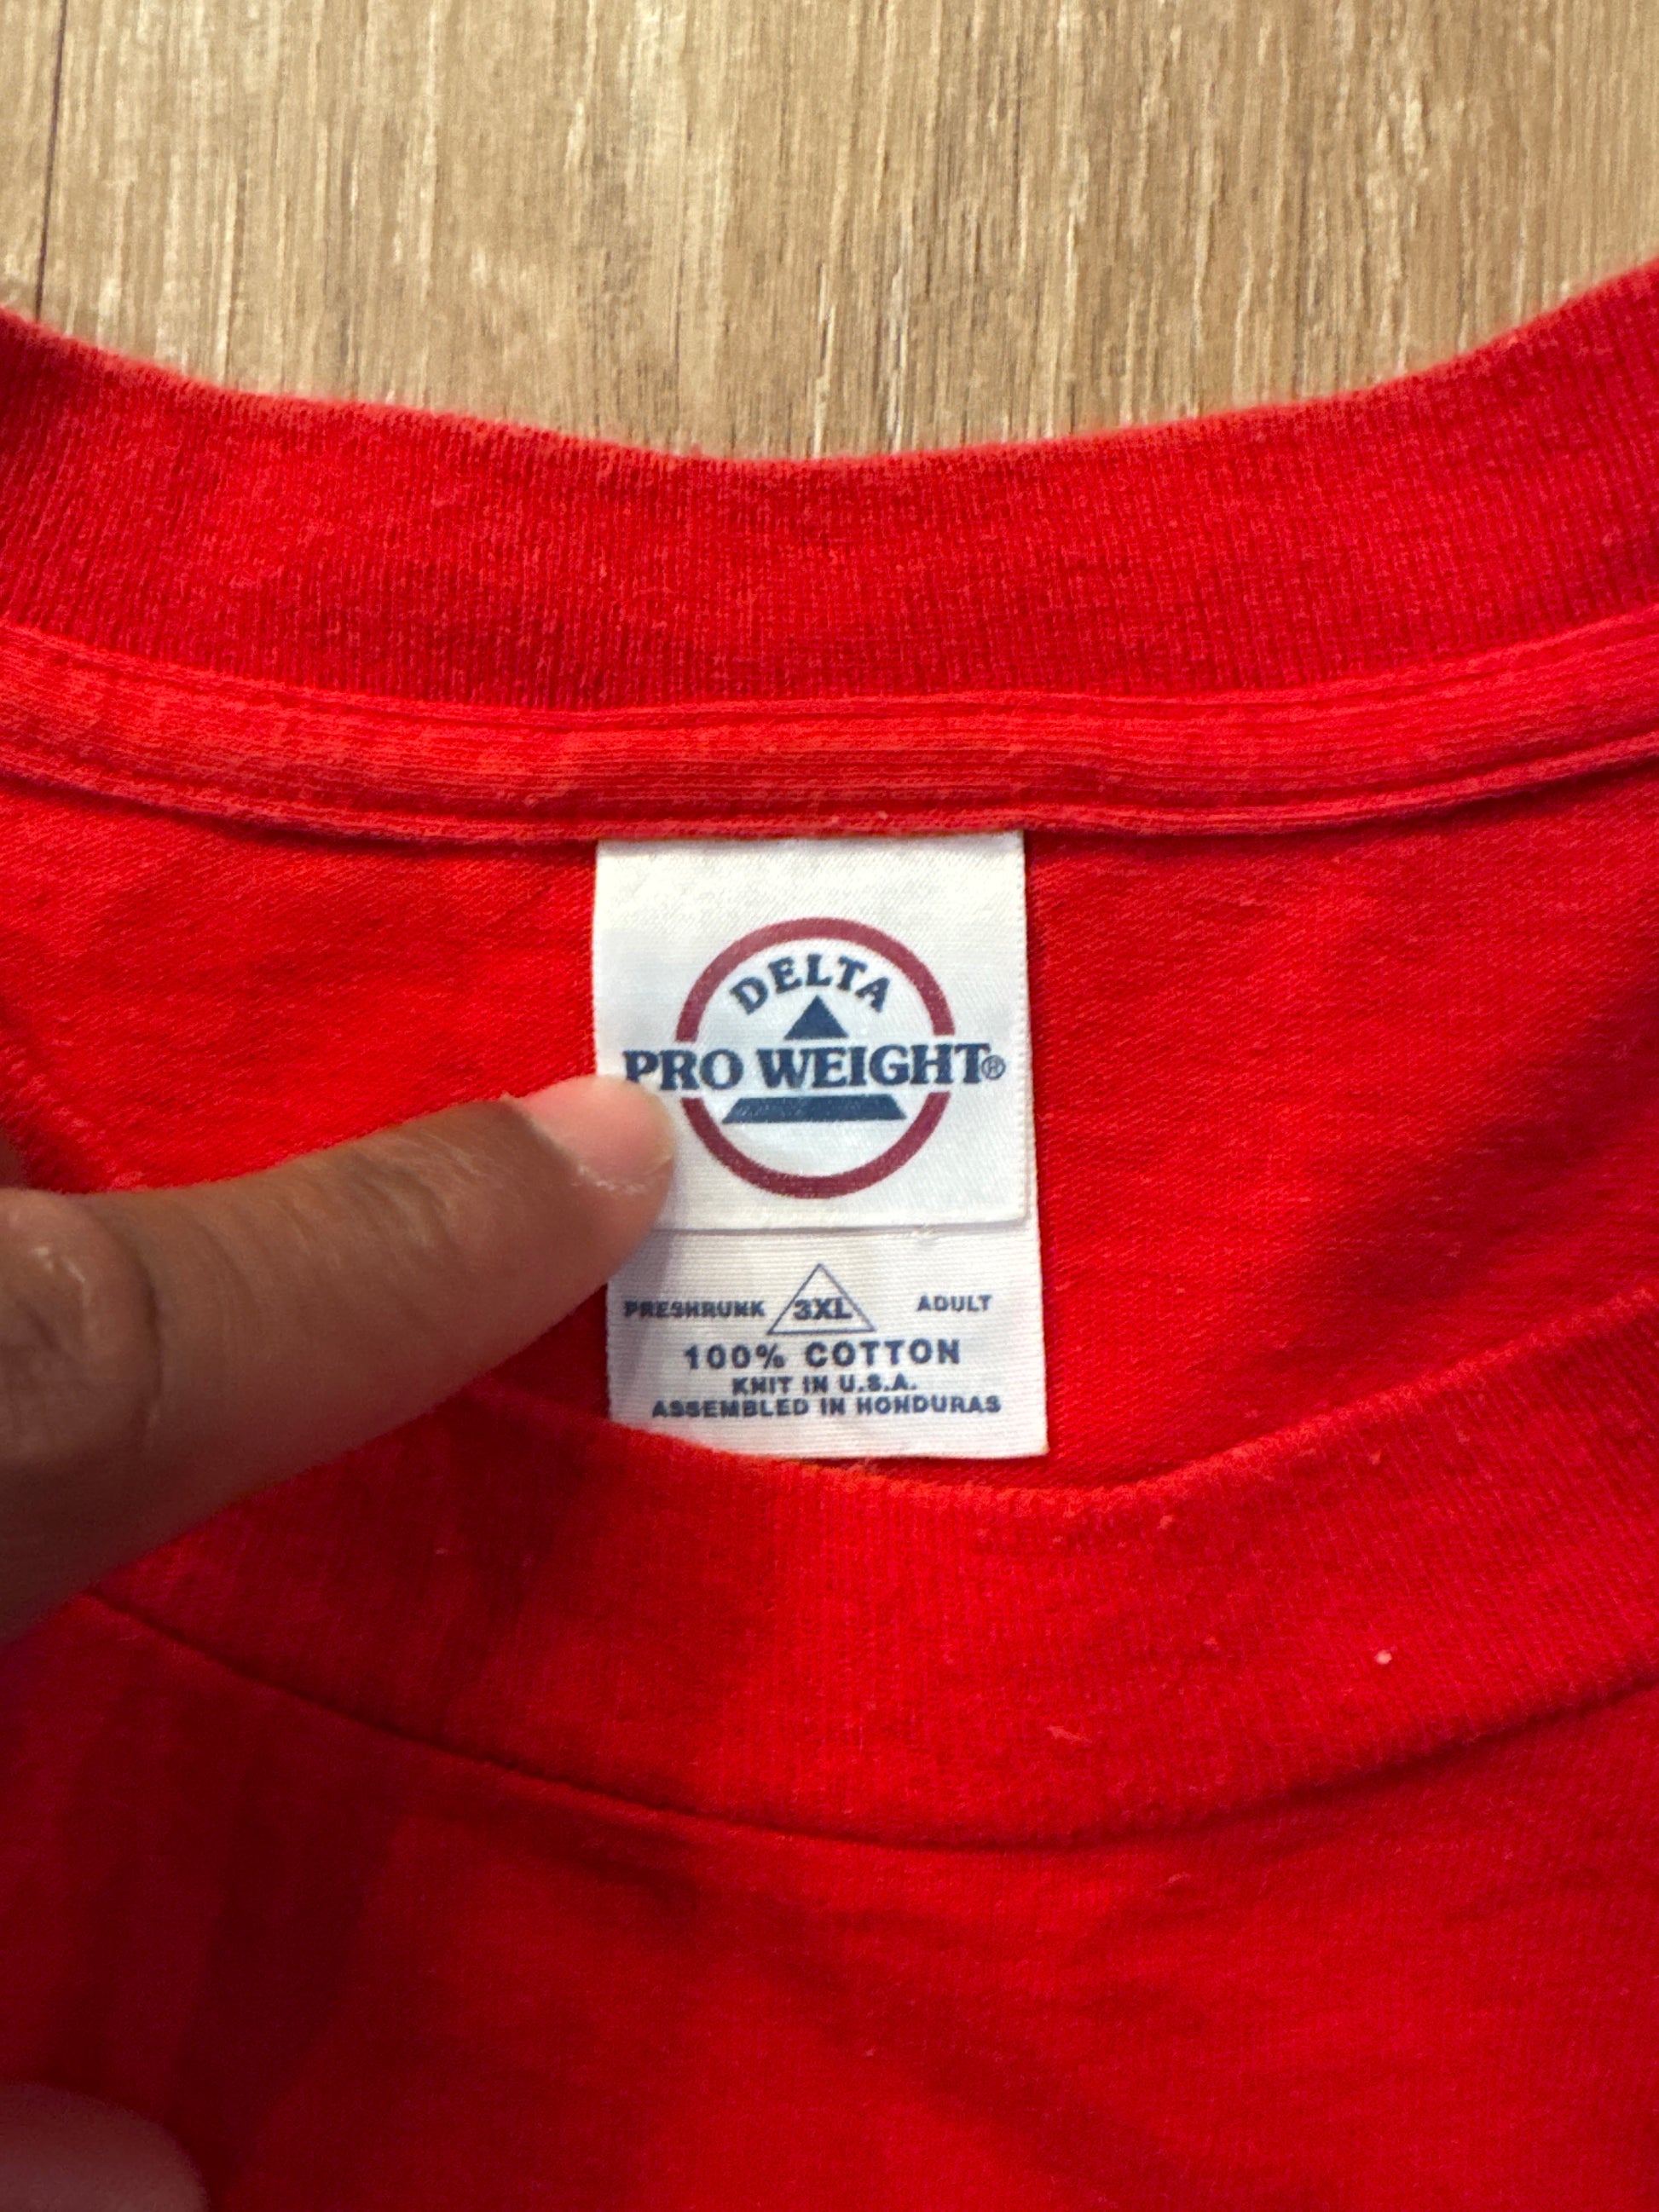 DELTA
PRO WEIGHT®
PRESHRUNK 3XL ADULT
100% COTTON
KNIT IN U.S.A.
ASSEMBLED IN HONDURAS